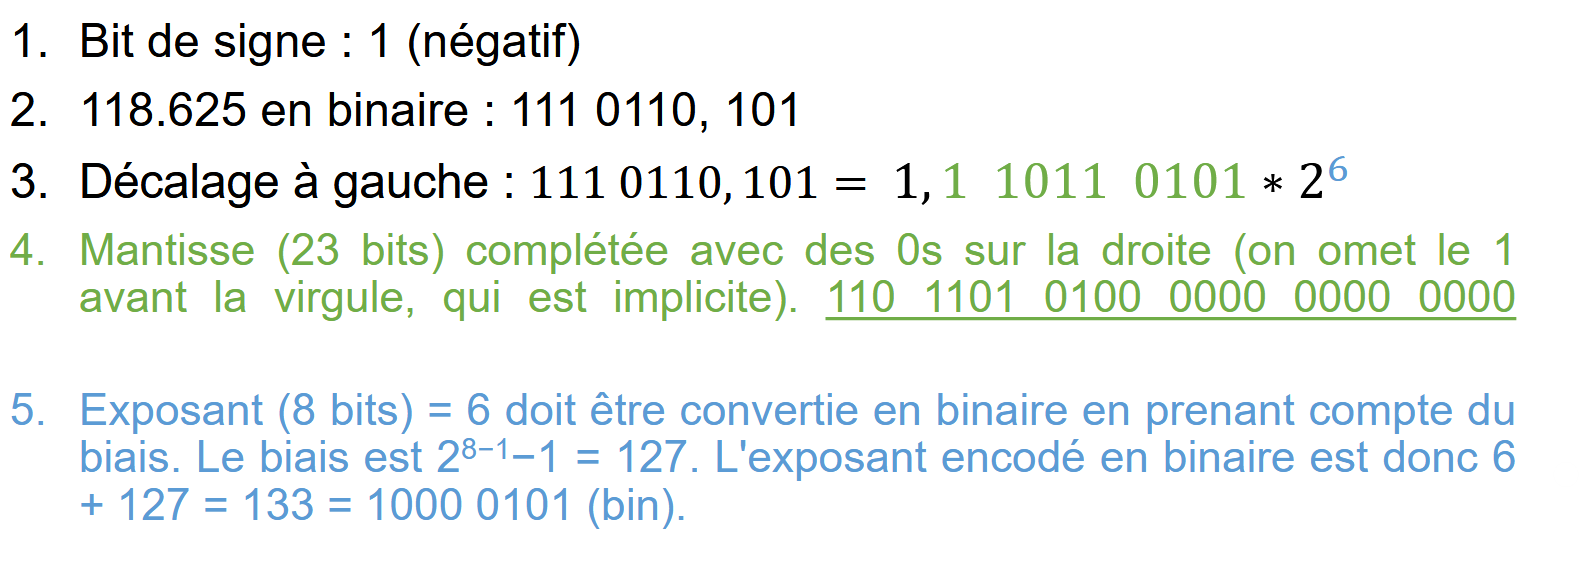 1. Bit de signe : 1 (négatif)
2. 118.625 en binaire : 111 0110, 101
3. Décalage à gauche : 111 0110, 101 = 1, 1 1011 0101 * 2⁶
4. Mantisse (23 bits) complétée avec des 0s sur la droite (on omet le 1
avant la virgule, qui est implicite). 110 1101 0100 0000 0000 0000
5. Exposant (8 bits) = 6 doit être convertie en binaire en prenant compte du
biais. Le biais est 2⁸⁻¹−1 = 127. L'exposant encodé en binaire est donc 6
+ 127 = 133 = 1000 0101 (bin).